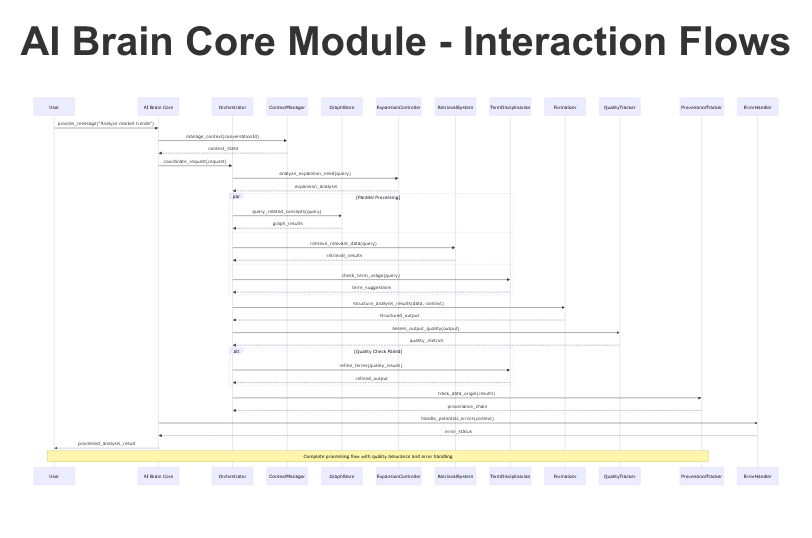 AI Brain Core Module - Interaction Flows
User AI Brain Core Orchestrator ContextManager GraphStore ExpansionController RetrievalSystem TermDisciplinarian Formalizer QualityTracker ProvenanceTracker ErrorHandler
process_message("Analyze market trends")
manage_context(conversationId)
context_state
coordinate_request(request)
analyze_expansion_need(query)
expansion_analysis
par [Parallel Processing]
query_related_concepts(query)
graph_results
retrieve_relevant_data(query)
retrieval_results
check_term_usage(query)
term_suggestions
structure_analysis_results(data, context)
structured_output
assess_output_quality(output)
quality_metrics
alt [Quality Check Failed]
refine_terms(quality_issues)
refined_output
track_data_origin(results)
provenance_chain
handle_potential_errors(context)
error_status
processed_analysis_result
Complete processing flow with quality assurance and error handling
User AI Brain Core Orchestrator ContextManager GraphStore ExpansionController RetrievalSystem TermDisciplinarian Formalizer QualityTracker ProvenanceTracker ErrorHandler